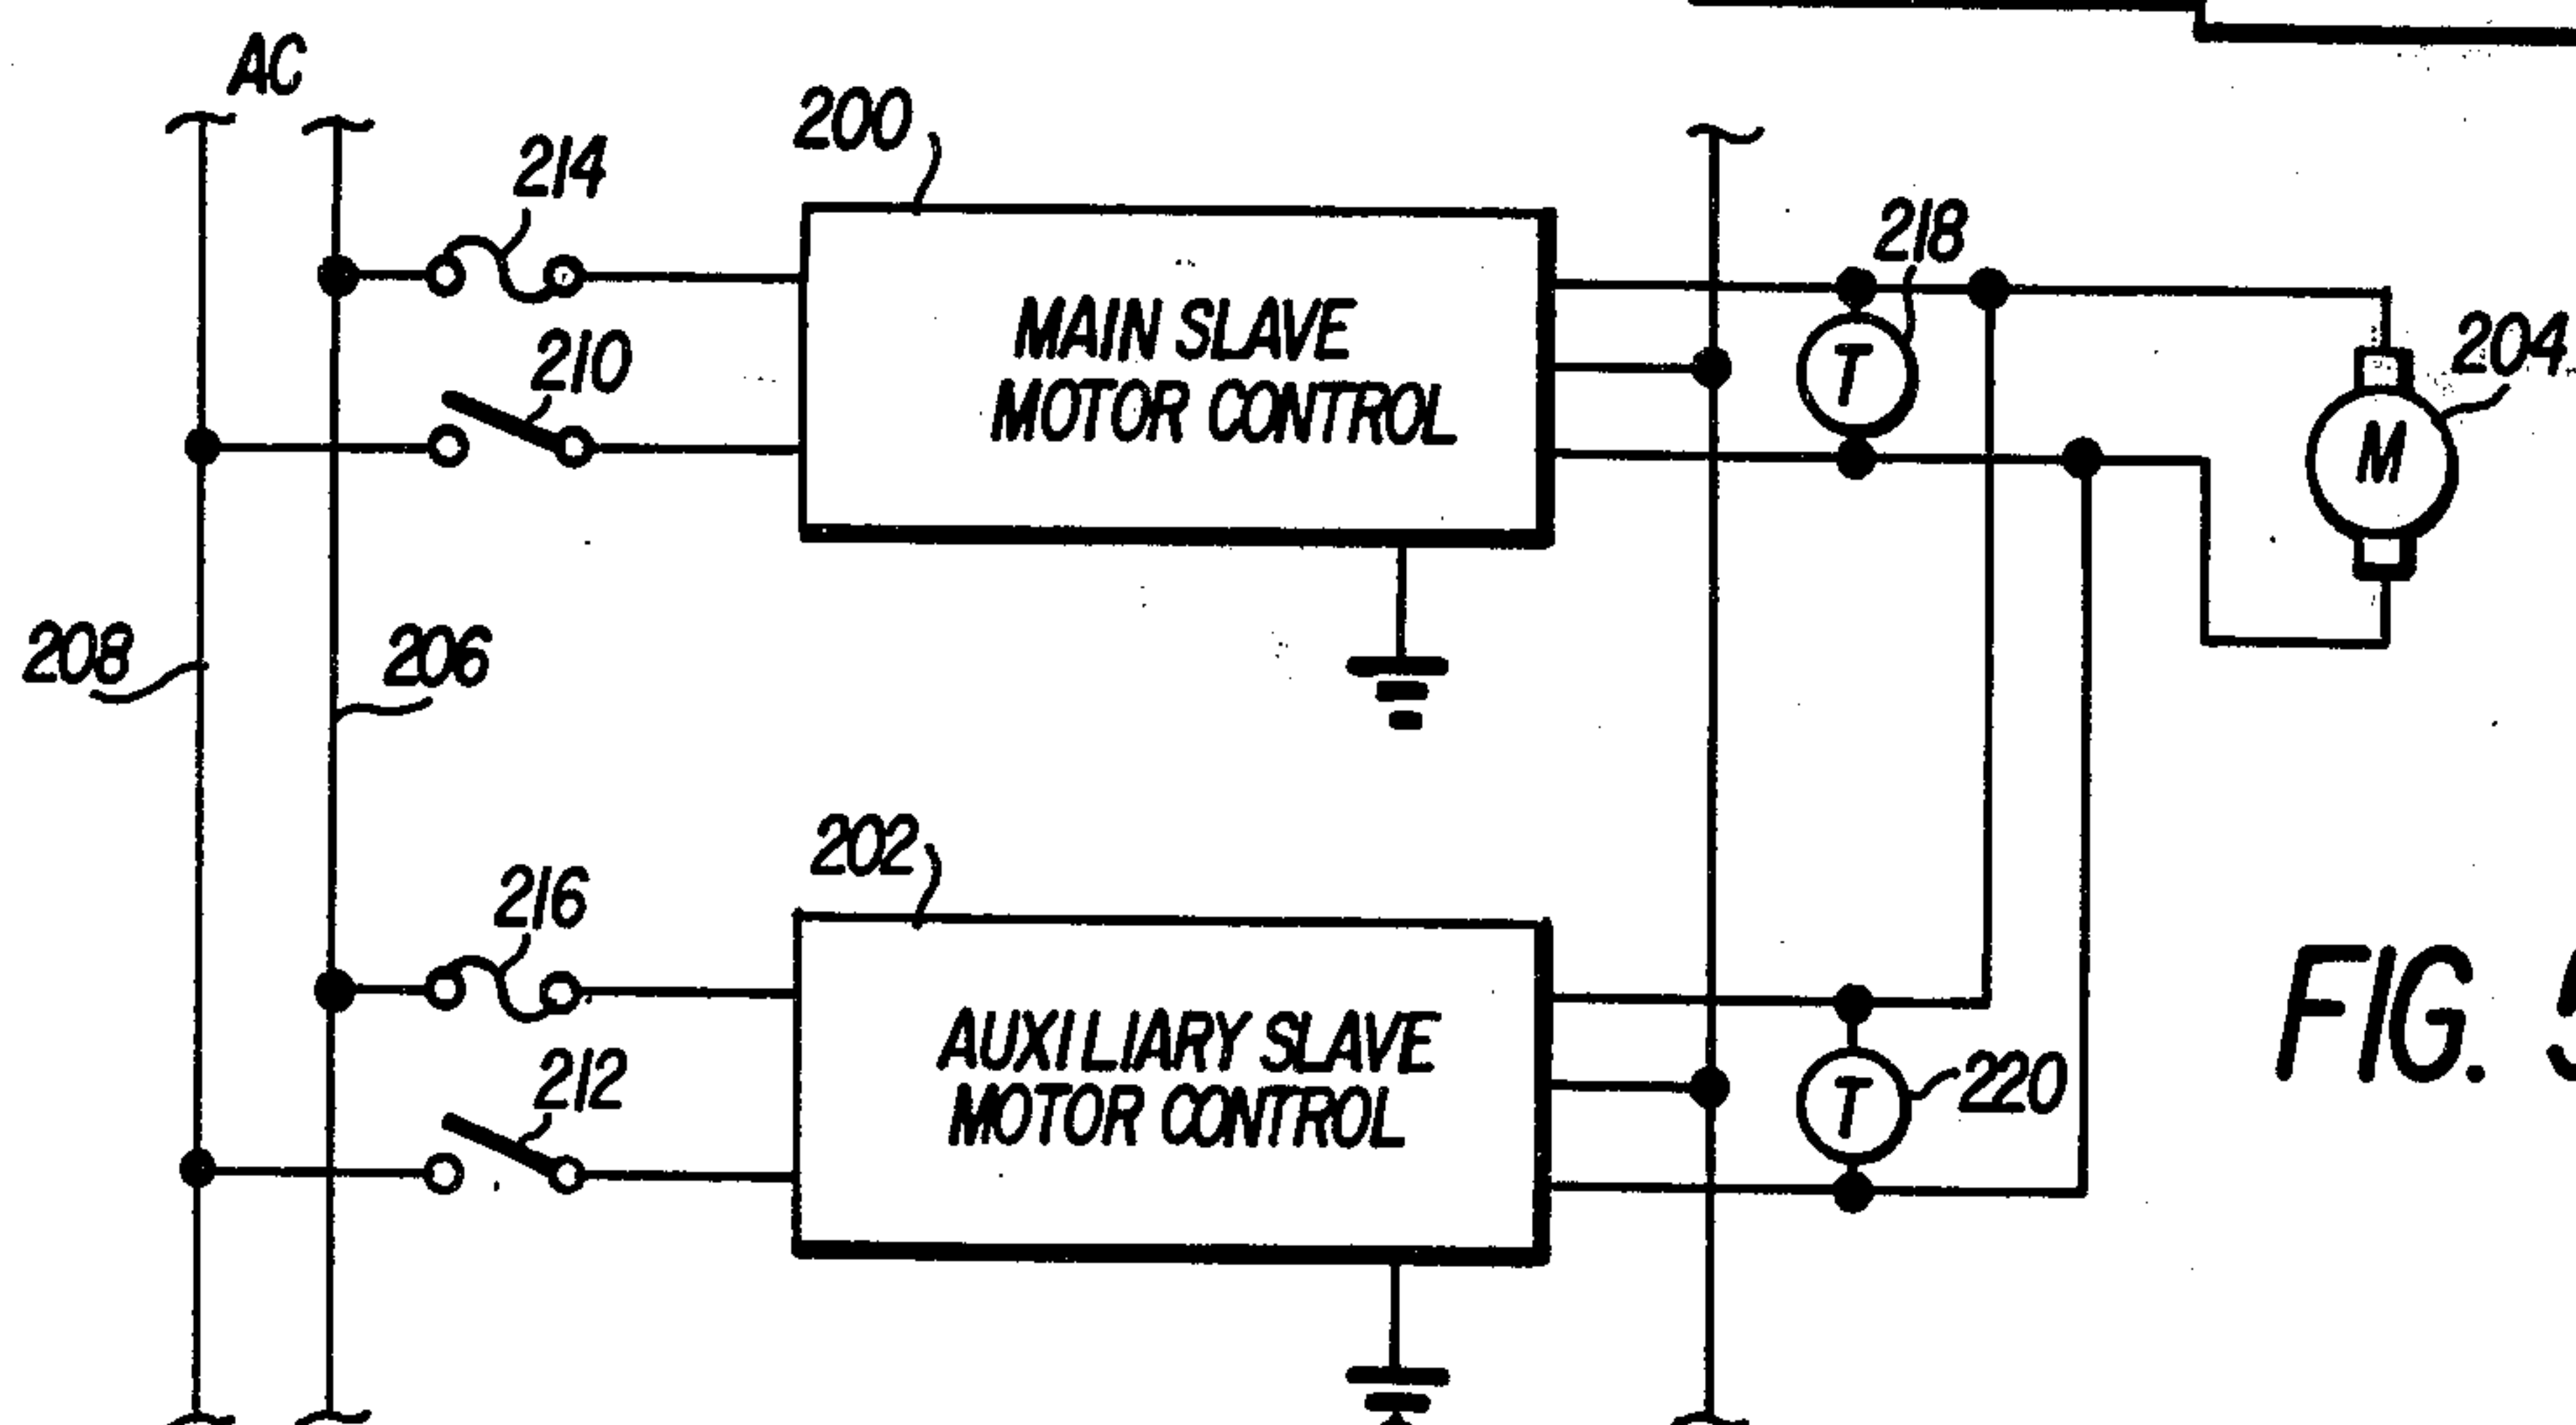 AC
200
214
218
210
MAIN SLAVE
MOTOR CONTROL
T
204
M
208
206
202
216
AUXILIARY SLAVE
MOTOR CONTROL
212
T
220
FIG. 5